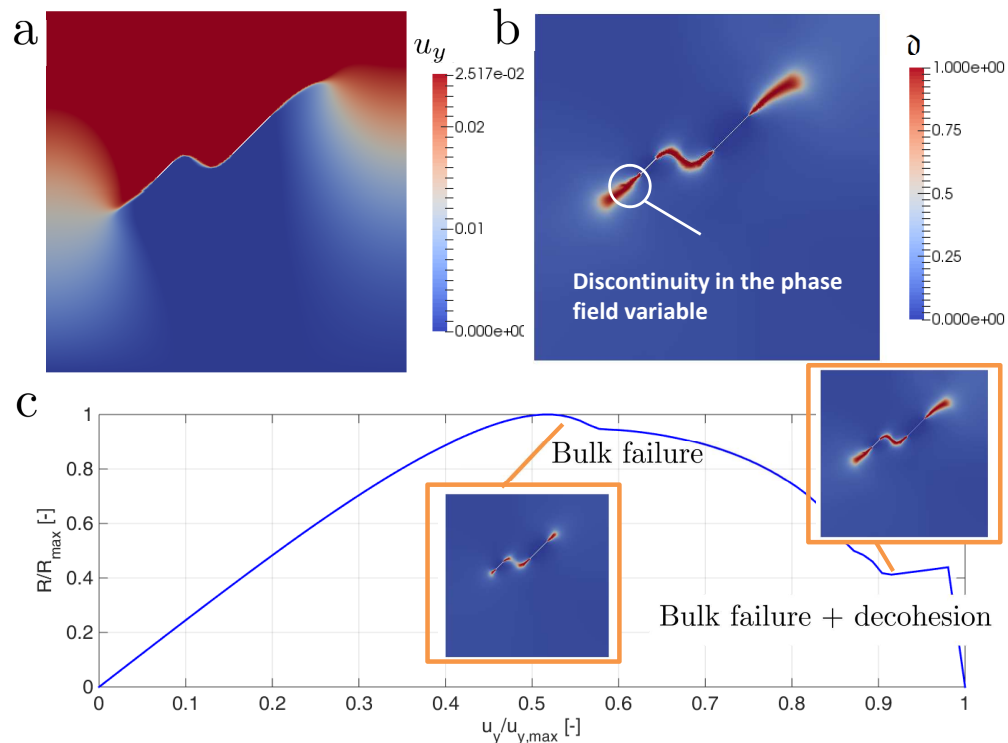 a
u_y
2.517e-02
0.02
0.01
0.000e+00
b
𝔡
1.000e+00
0.75
0.5
0.25
0.000e+00
Discontinuity in the phase
field variable
c
R/R_max [-]
1
0.8
0.6
0.4
0.2
0
Bulk failure
Bulk failure + decohesion
0 0.1 0.2 0.3 0.4 0.5 0.6 0.7 0.8 0.9 1
u_y/u_y,max [-]